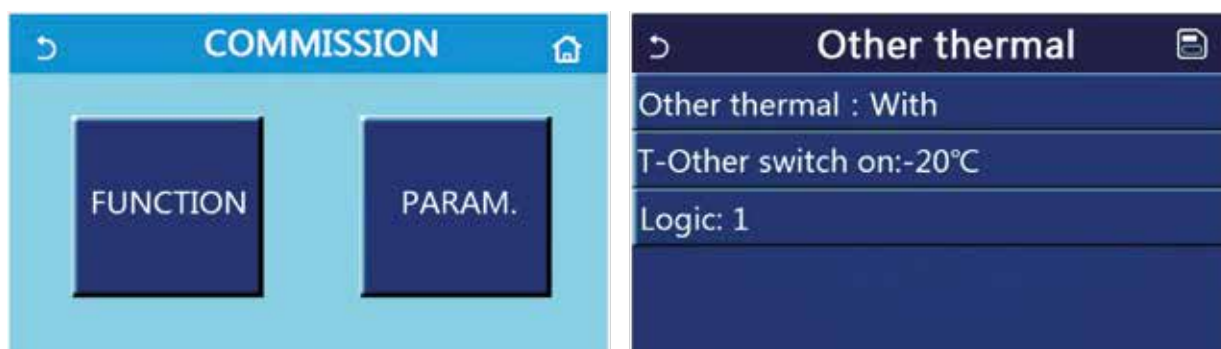 COMMISSION
FUNCTION
PARAM.
Other thermal
Other thermal : With
T-Other switch on:-20℃
Logic: 1